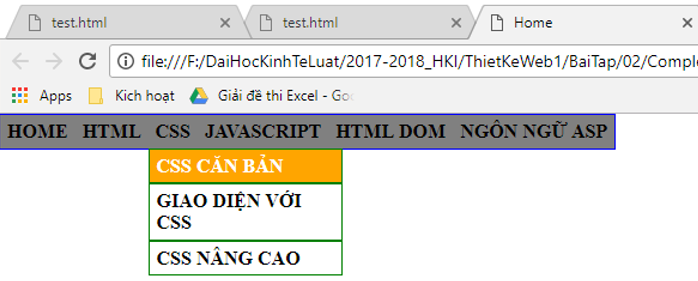 test.html test.html Home
file:///F:/DaiHocKinhTeLuat/2017-2018_HKI/ThietKeWeb1/BaiTap/02/Comple
Apps Kích hoạt Giải đề thi Excel - Goo
HOME HTML CSS JAVASCRIPT HTML DOM NGÔN NGỮ ASP
CSS CĂN BẢN
GIAO DIỆN VỚI
CSS
CSS NÂNG CAO